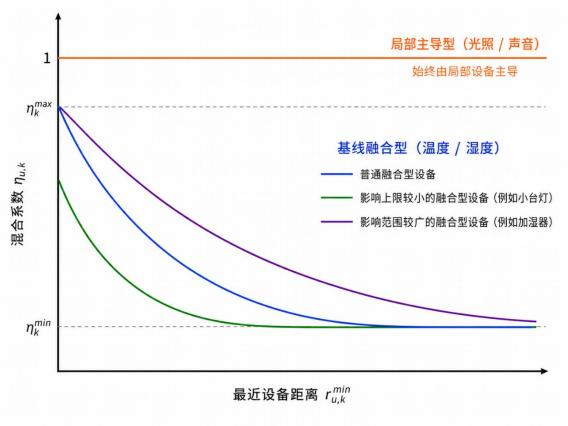 局部主导型（光照 / 声音）
1
始终由局部设备主导
η_k^{max}
基线融合型（温度 / 湿度）
普通融合型设备
影响上限较小的融合型设备 (例如小台灯)
影响范围较广的融合型设备 (例如加湿器)
混合系数 η_{u,k}
η_k^{min}
最近设备距离 r_{u,k}^{min}